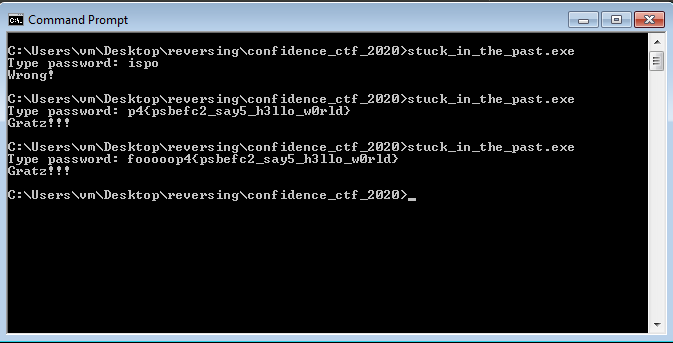 Command Prompt
C:\Users\vm\Desktop\reversing\confidence_ctf_2020>stuck_in_the_past.exe
Type password: ispo
Wrong!
C:\Users\vm\Desktop\reversing\confidence_ctf_2020>stuck_in_the_past.exe
Type password: p4{psbefc2_say5_h3llo_w0rld}
Gratz!!!
C:\Users\vm\Desktop\reversing\confidence_ctf_2020>stuck_in_the_past.exe
Type password: fooooop4{psbefc2_say5_h3llo_w0rld}
Gratz!!!
C:\Users\vm\Desktop\reversing\confidence_ctf_2020>_